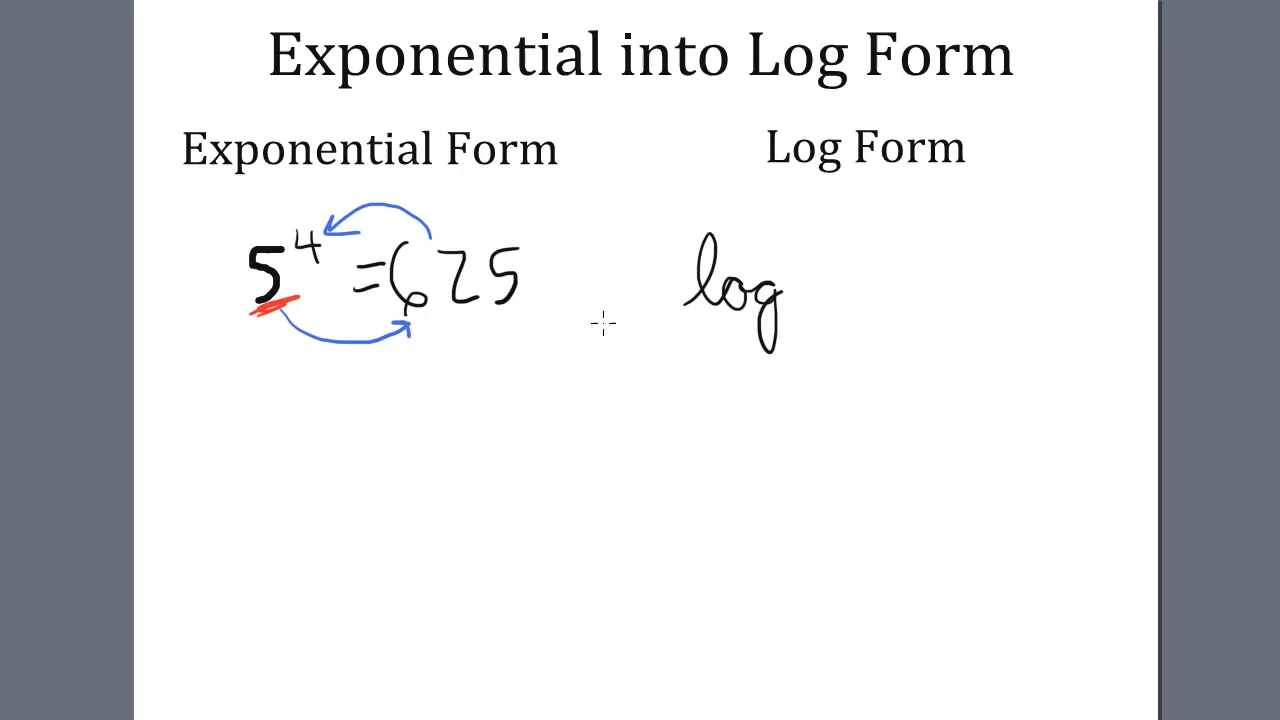 Exponential into Log Form
Exponential Form Log Form
5⁴ = 625 log